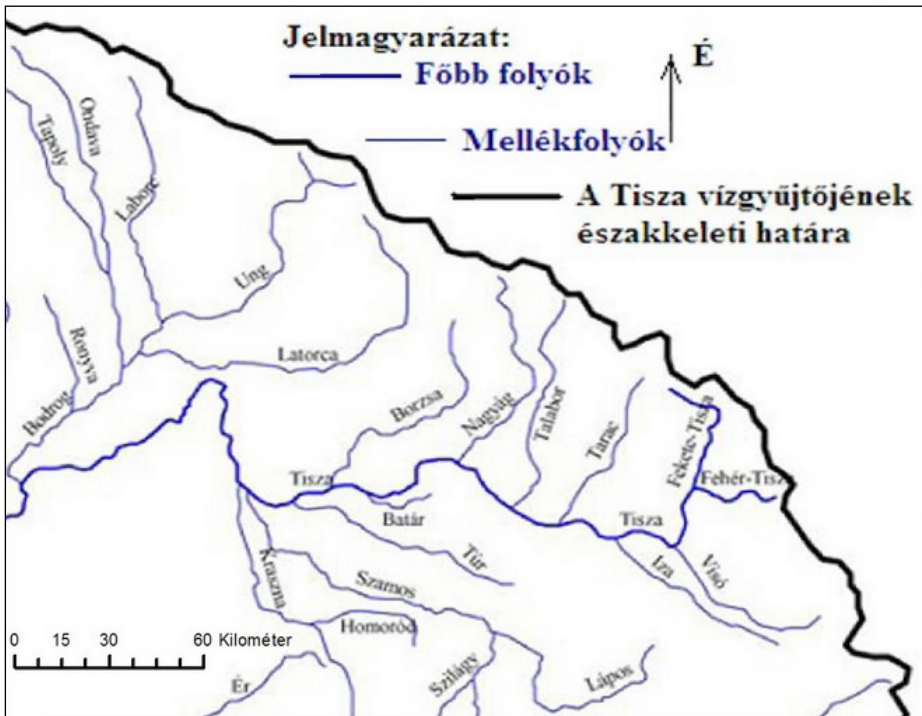 Jelmagyarázat:
Főbb folyók
É
Mellékfolyók
A Tisza vízgyűjtőjének
északkeleti határa
Tapoly
Ondava
Laborc
Ung
Ronyva
Latorca
Bodrog
Borzsa
Nagyág
Talabor
Tarac
Fekete-Tisza
Fehér-Tisza
Tisza
Batár
Tisza
Túr
Iza
Visó
Kraszna
Szamos
Homoród
0 15 30 60 Kilométer
Szilágy
Lápos
Ér